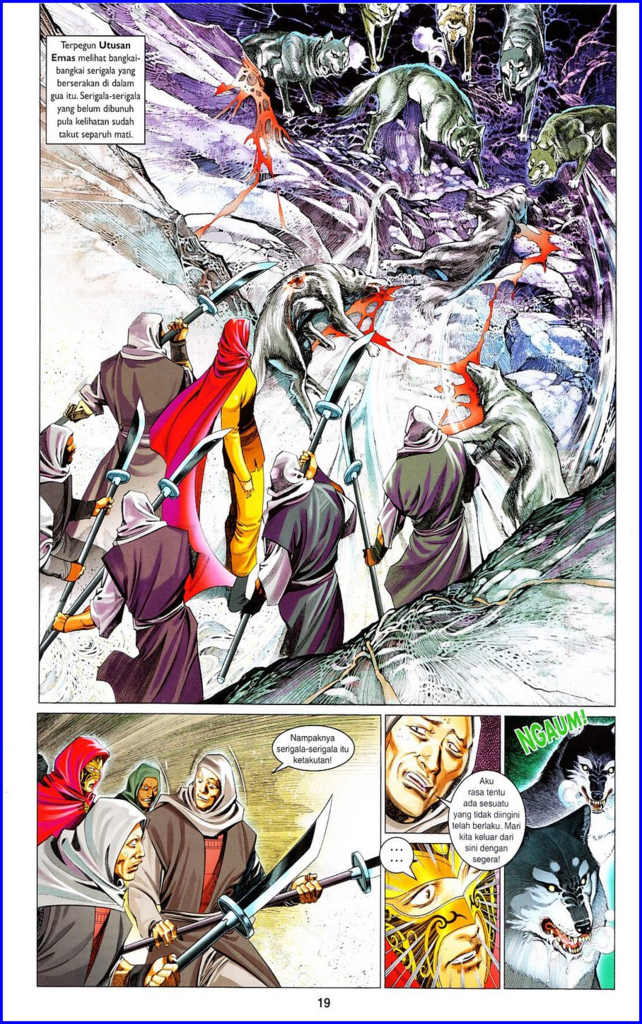 Terpegun Utusan
Emas melihat bangkai-
bangkai serigala yang
berserakan di dalam
gua itu. Serigala-serigala
yang belum dibunuh
pula kelihatan sudah
takut separuh mati.
Nampaknya
serigala-serigala itu
ketakutan!
Aku
rasa tentu
ada sesuatu
yang tidak diingini
telah berlaku. Mari
kita keluar dari
sini dengan
segera!
... ...
NGAUM!
19